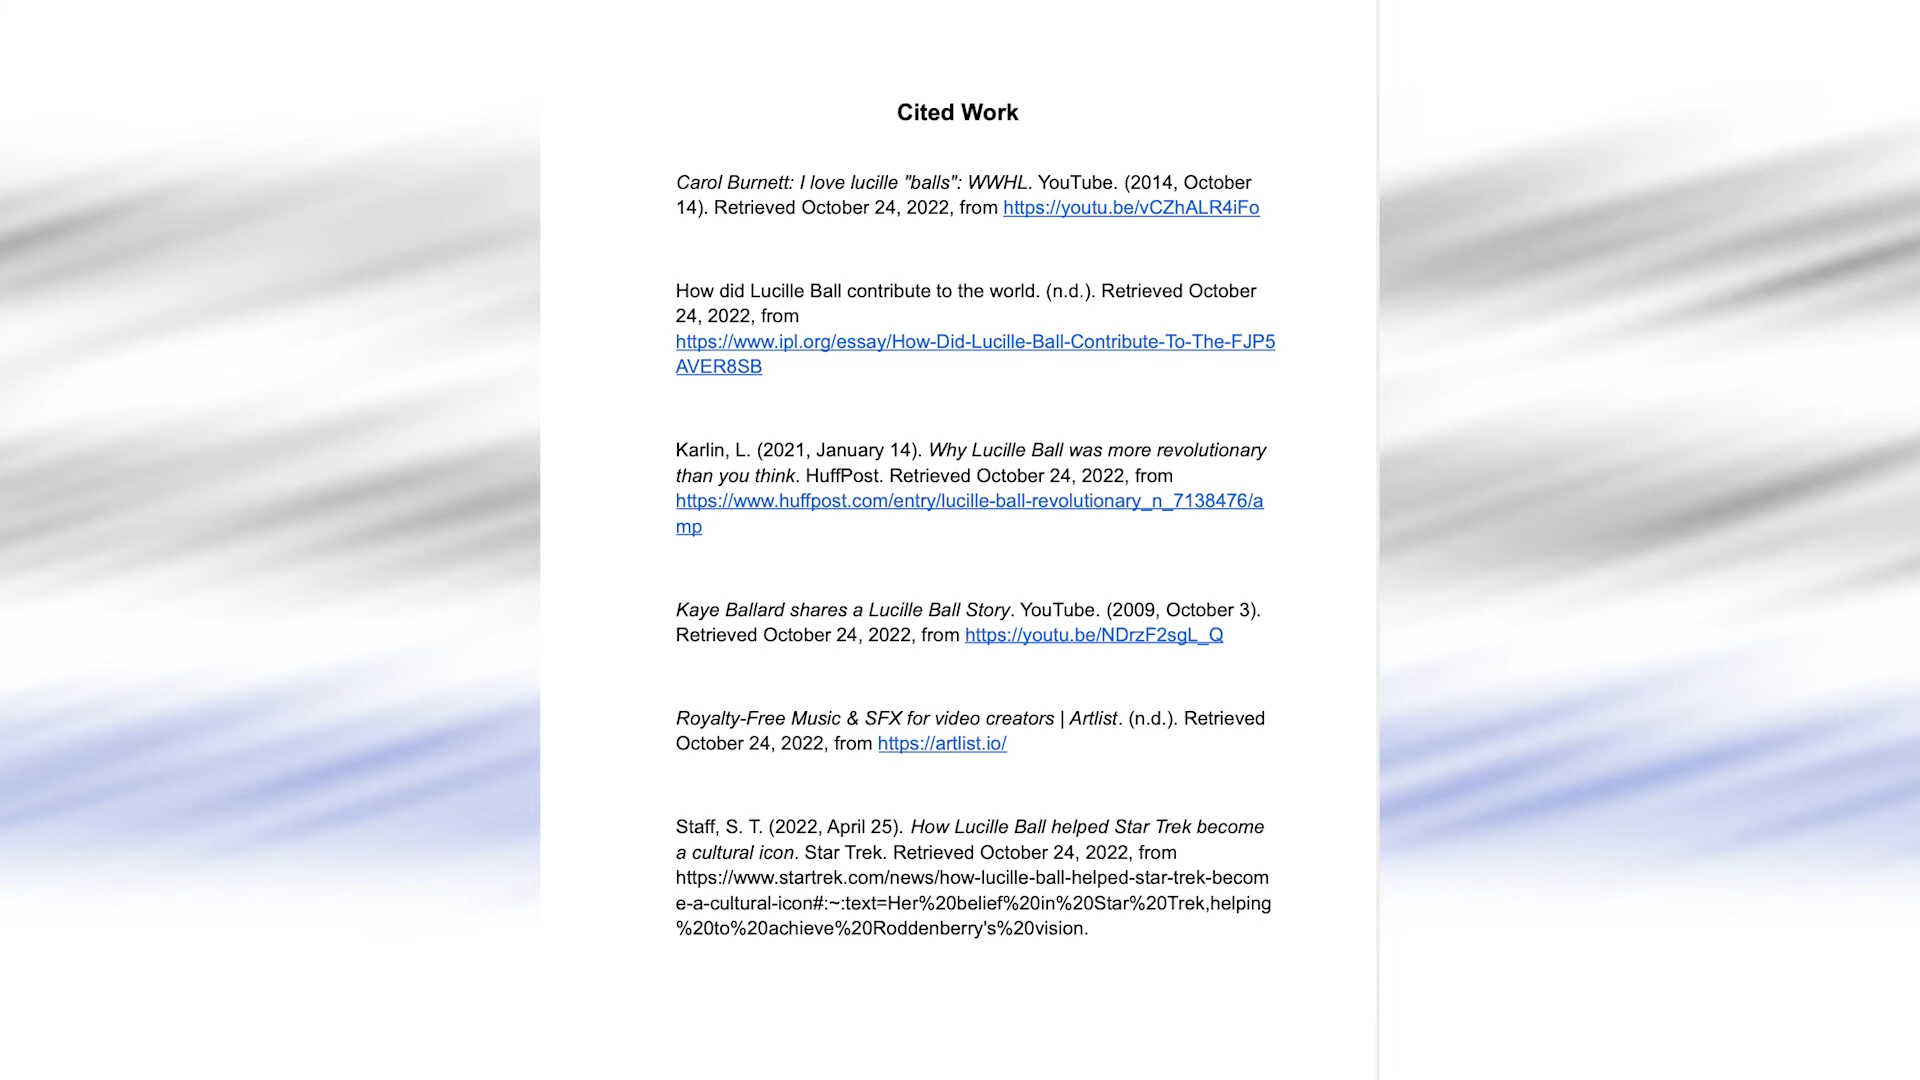 Cited Work
Carol Burnett: I love lucille "balls": WWHL. YouTube. (2014, October
14). Retrieved October 24, 2022, from https://youtu.be/vCZhALR4iFo
How did Lucille Ball contribute to the world. (n.d.). Retrieved October
24, 2022, from
https://www.ipl.org/essay/How-Did-Lucille-Ball-Contribute-To-The-FJP5
AVER8SB
Karlin, L. (2021, January 14). Why Lucille Ball was more revolutionary
than you think. HuffPost. Retrieved October 24, 2022, from
https://www.huffpost.com/entry/lucille-ball-revolutionary_n_7138476/a
mp
Kaye Ballard shares a Lucille Ball Story. YouTube. (2009, October 3).
Retrieved October 24, 2022, from https://youtu.be/NDrzF2sgL_Q
Royalty-Free Music & SFX for video creators | Artlist. (n.d.). Retrieved
October 24, 2022, from https://artlist.io/
Staff, S. T. (2022, April 25). How Lucille Ball helped Star Trek become
a cultural icon. Star Trek. Retrieved October 24, 2022, from
https://www.startrek.com/news/how-lucille-ball-helped-star-trek-becom
e-a-cultural-icon#:~:text=Her%20belief%20in%20Star%20Trek,helping
%20to%20achieve%20Roddenberry's%20vision.